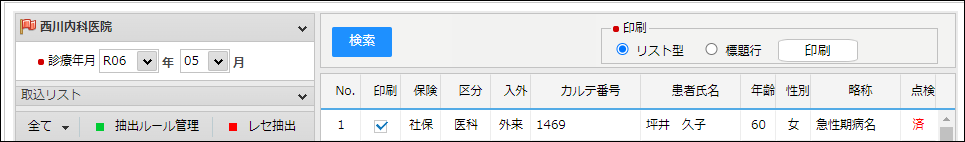 西川内科医院
診療年月 R06 年 05 月
取込リスト
全て 抽出ルール管理 レセ抽出
検索
印刷
リスト型 標題行 印刷
No. 印刷 保険 区分 入外 カルテ番号 患者氏名 年齢 性別 略称 点検
1 社保 医科 外来 1469 坪井 久子 60 女 急性期病名 済